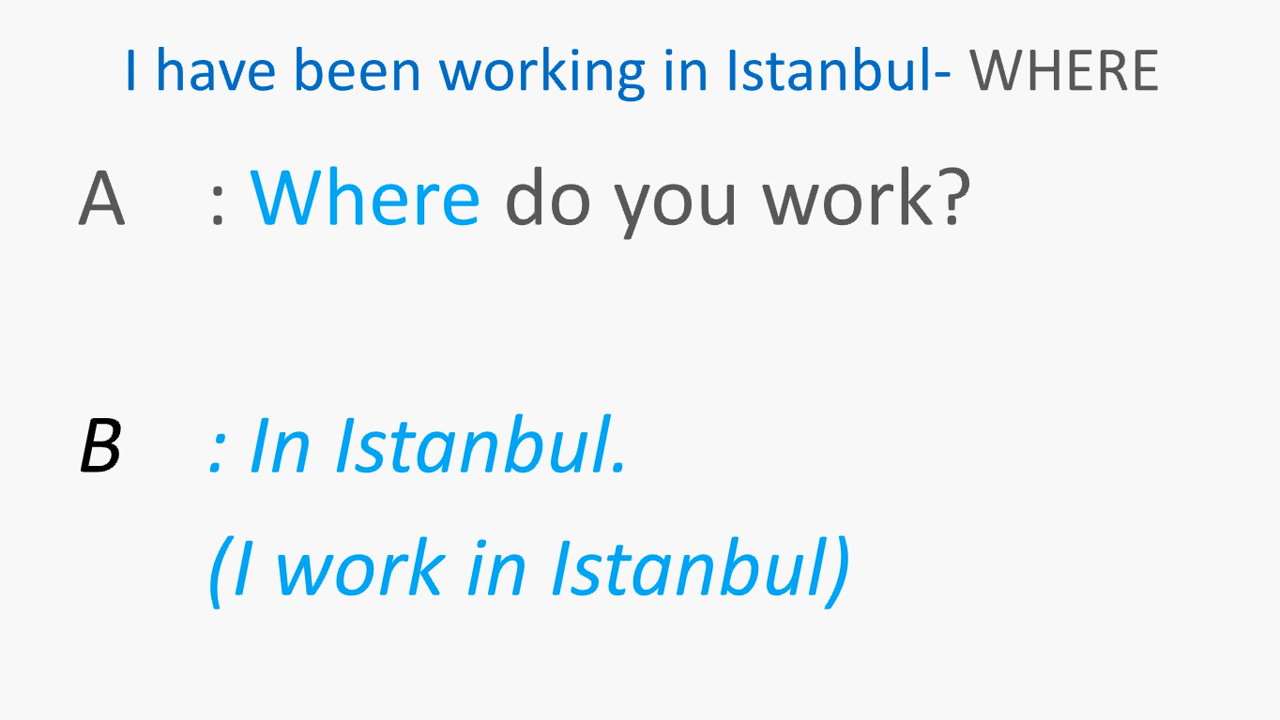 I have been working in Istanbul- WHERE
A : Where do you work?
B : In Istanbul.
(I work in Istanbul)